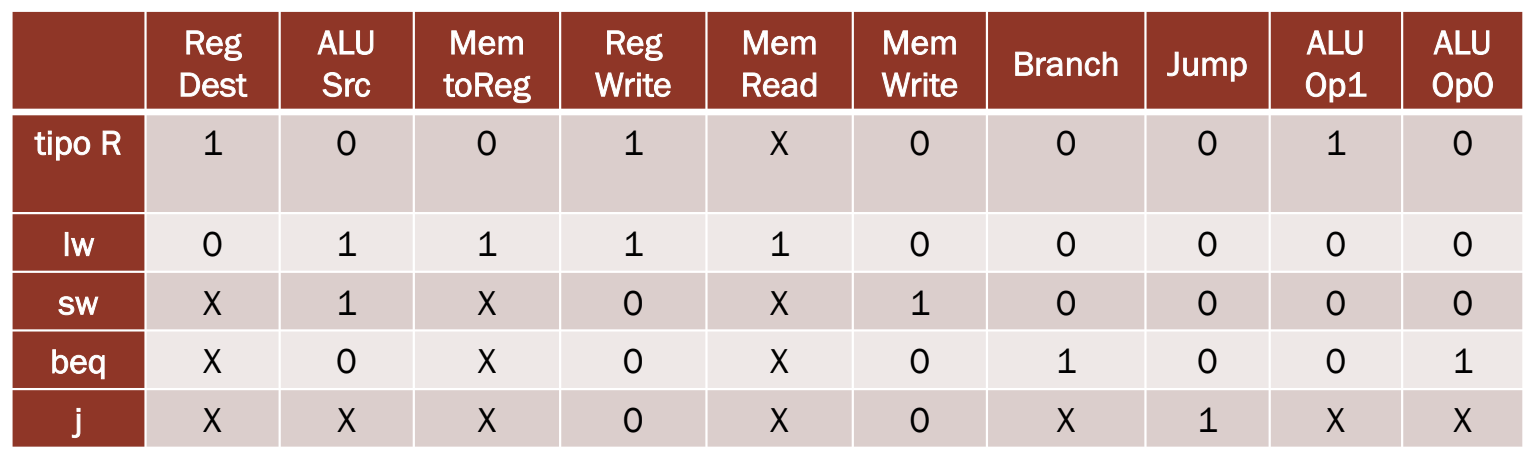 Reg Dest ALU Src Mem toReg Reg Write Mem Read Mem Write Branch Jump ALU Op1 ALU Op0
tipo R 1 0 0 1 X 0 0 0 1 0
lw 0 1 1 1 1 0 0 0 0 0
sw X 1 X 0 X 1 0 0 0 0
beq X 0 X 0 X 0 1 0 0 1
j X X X 0 X 0 X 1 X X